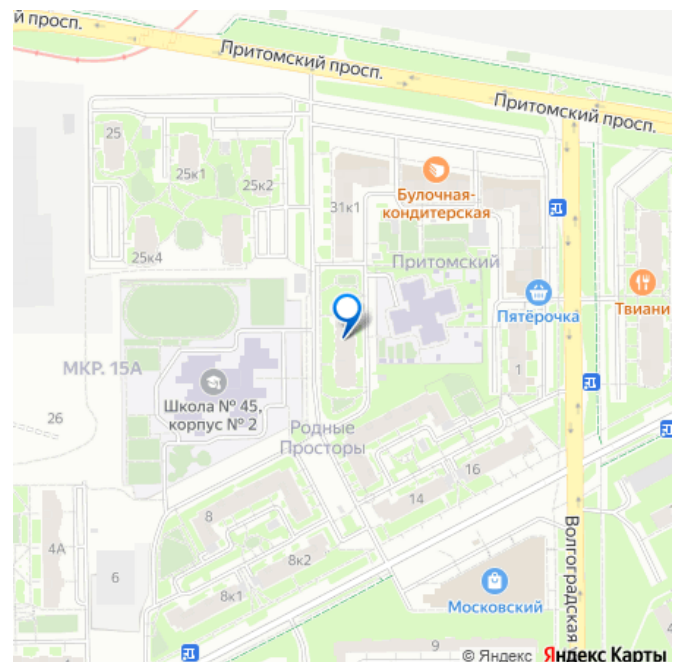 и просп.
Притомский просп.
Притомский просп.
25
25к1
25к2
31к1
Булочная-
кондитерская
25к4
Притомский
Пятёрочка
Твиани
МКР. 15А
Школа № 45,
корпус № 2
1
26
Родные
Просторы
16
14
8
8к2
4А
6
8к1
Волгоградская
Московский
9
4
© Яндекс Яндекс Карты